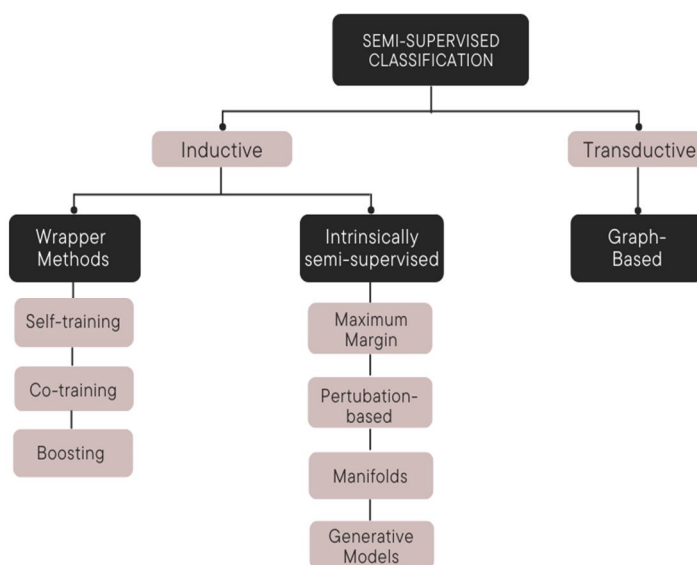 SEMI-SUPERVISED
CLASSIFICATION
Inductive
Transductive
Wrapper
Methods
Intrinsically
semi-supervised
Graph-
Based
Self-training
Maximum
Margin
Co-training
Pertubation-
based
Boosting
Manifolds
Generative
Models